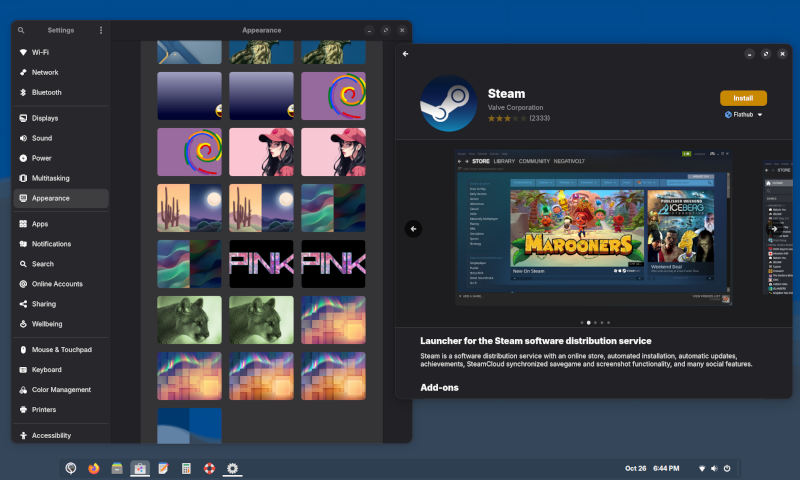 Settings
Wi-Fi
Network
Bluetooth
Displays
Sound
Power
Multitasking
Appearance
Apps
Notifications
Search
Online Accounts
Sharing
Wellbeing
Mouse & Touchpad
Keyboard
Color Management
Printers
Accessibility
Appearance
PINK
PINK
Steam
Valve Corporation
(2333)
Install
Flathub
STORE LIBRARY COMMUNITY NEGATIVO17
MAROONERS
New On Steam
PUBLISHER WEEKEND
ICEBERG
Weekend Deal
STORE
Launcher for the Steam software distribution service
Steam is a software distribution service with an online store, automated installation, automatic updates,
achievements, SteamCloud synchronized savegame and screenshot functionality, and many social features.
Add-ons
Oct 26 6:44 PM